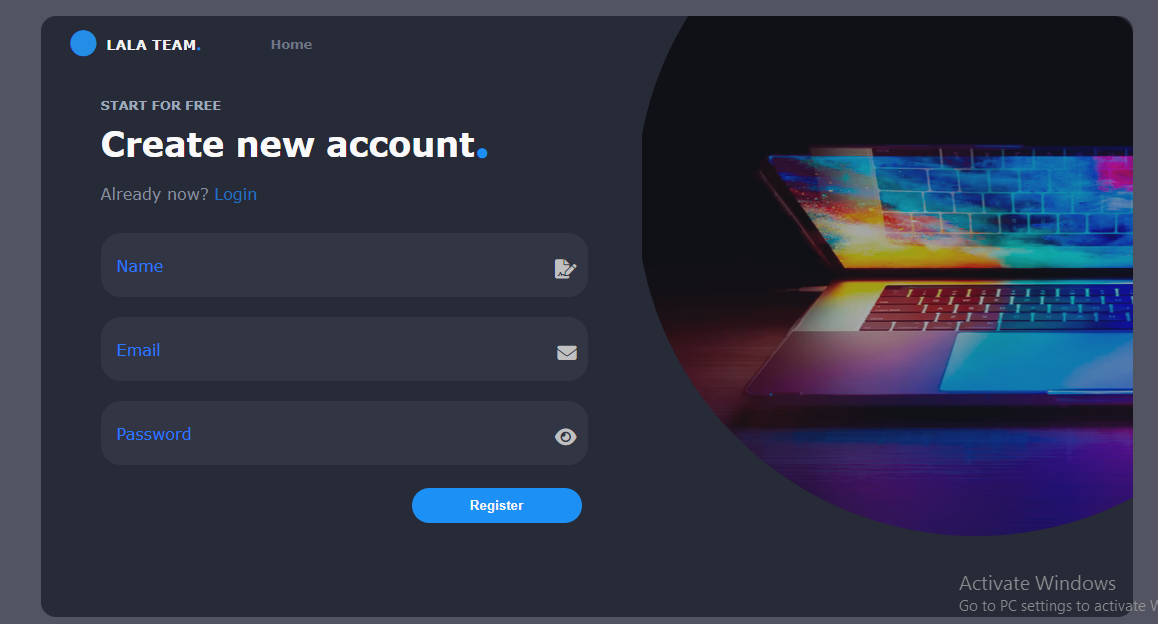 LALA TEAM.
Home
START FOR FREE
Create new account.
Already now? Login
Name
Email
Password
Register
Activate Windows
Go to PC settings to activate W